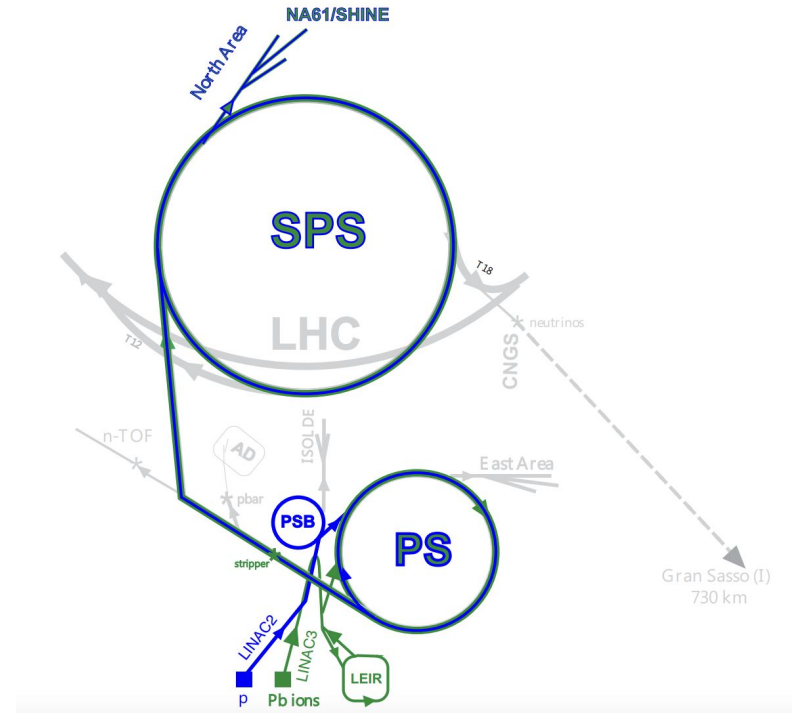 NA61/SHINE
North Area
SPS
T18
LHC
neutrinos
T12
CNGS
n-TOF
AD
ISOLDE
East Area
pbar
PSB
PS
stripper
Gran Sasso (I)
730 km
LINAC2
LINAC3
LEIR
p
Pb ions